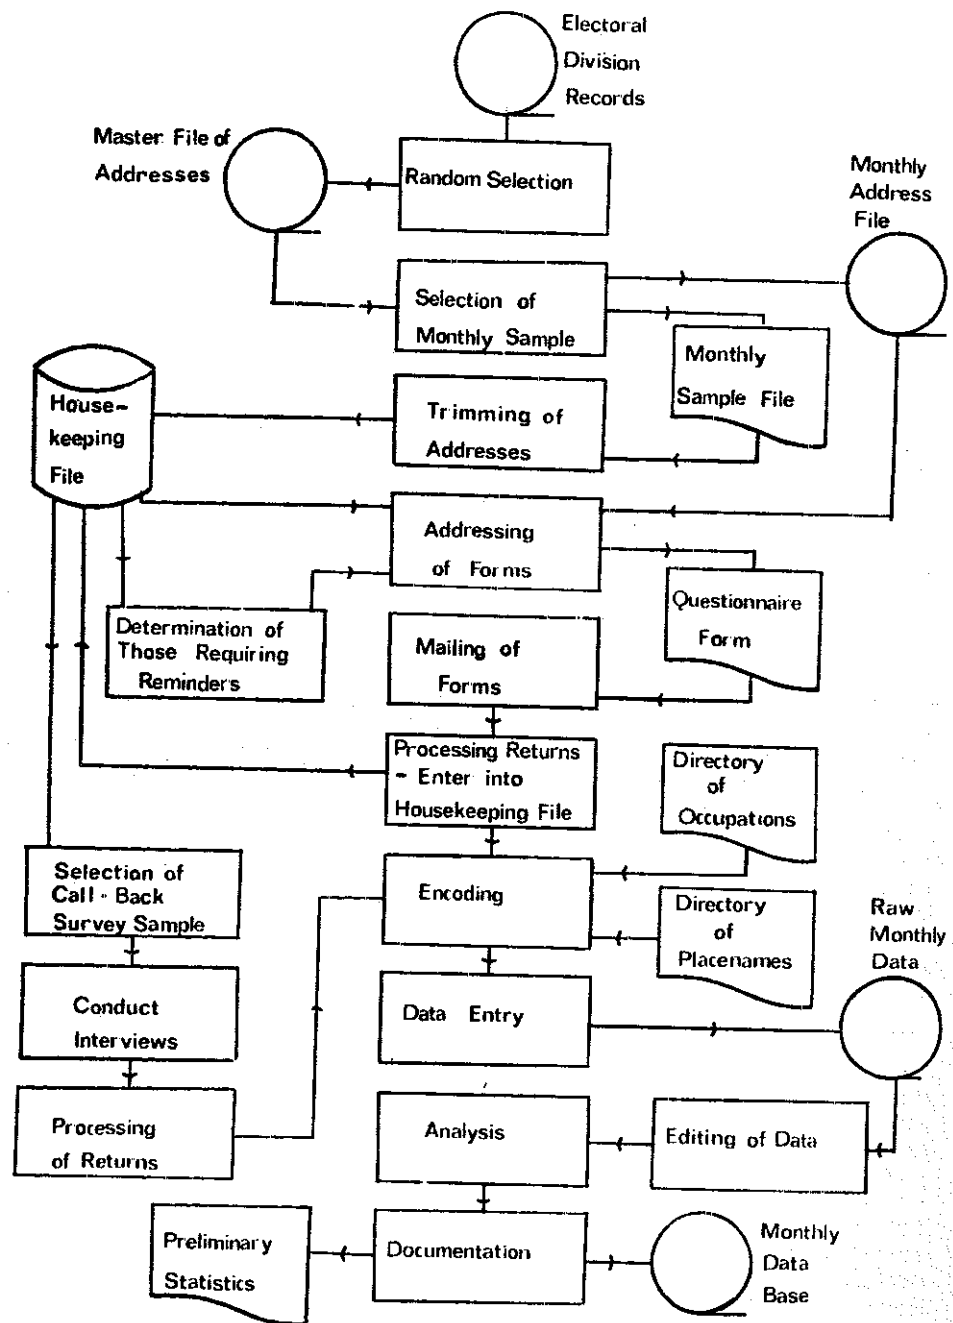 Electoral
Division
Records
Master File of
Addresses
Random Selection
Monthly
Address
File
Selection of
Monthly Sample
Monthly
Sample File
House-
keeping
File
Trimming of
Addresses
Addressing
of Forms
Questionnaire
Form
Determination of
Those Requiring
Reminders
Mailing of
Forms
Processing Returns
- Enter into
Housekeeping File
Directory
of
Occupations
Selection of
Call-Back
Survey Sample
Encoding
Directory
of
Placenames
Raw
Monthly
Data
Conduct
Interviews
Data Entry
Processing
of Returns
Analysis
Editing of Data
Preliminary
Statistics
Documentation
Monthly
Data
Base